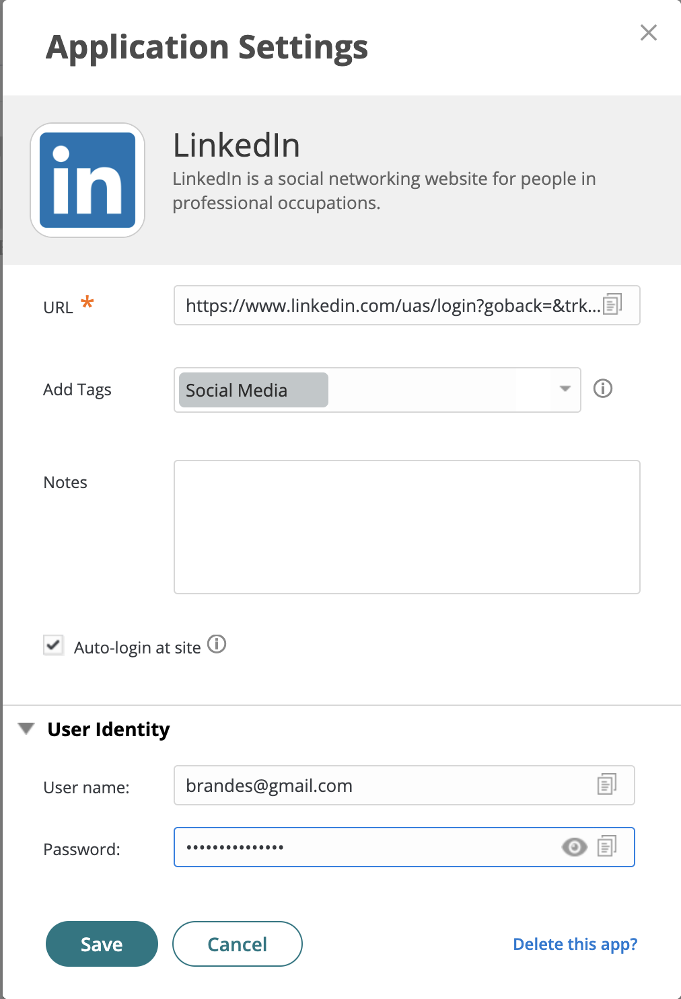 Application Settings
in
LinkedIn
LinkedIn is a social networking website for people in
professional occupations.
URL *
https://www.linkedin.com/uas/login?goback=&trk...
Add Tags
Social Media
Notes
Auto-login at site
User Identity
User name:
brandes@gmail.com
Password:
•••••••••••••••
Save
Cancel
Delete this app?